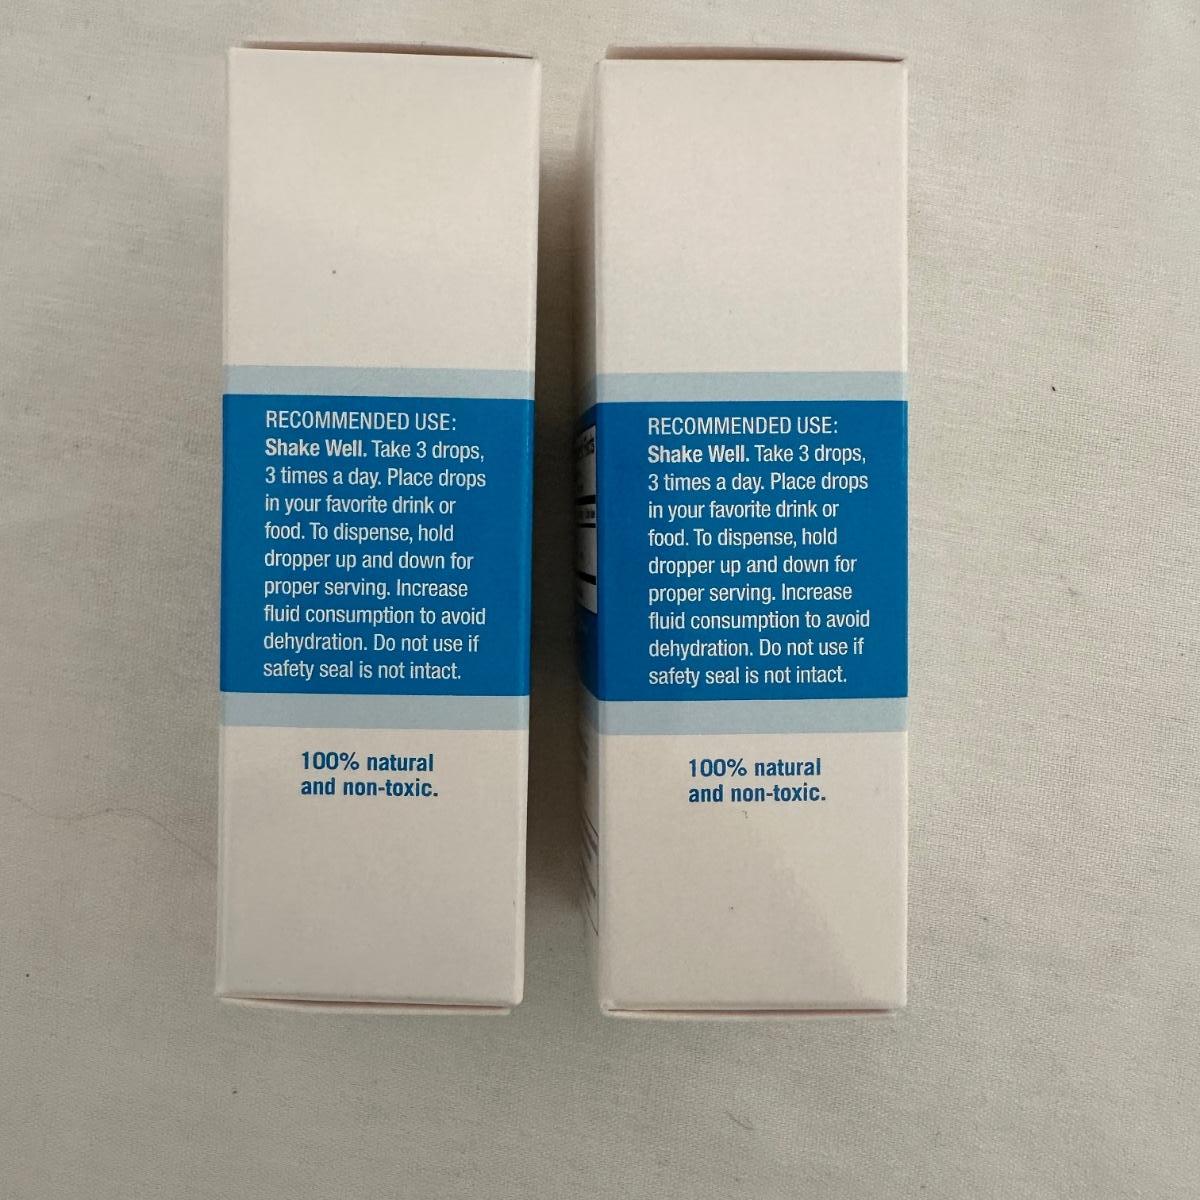 RECOMMENDED USE:
Shake Well. Take 3 drops,
3 times a day. Place drops
in your favorite drink or
food. To dispense, hold
dropper up and down for
proper serving. Increase
fluid consumption to avoid
dehydration. Do not use if
safety seal is not intact.
100% natural
and non-toxic.
RECOMMENDED USE:
Shake Well. Take 3 drops,
3 times a day. Place drops
in your favorite drink or
food. To dispense, hold
dropper up and down for
proper serving. Increase
fluid consumption to avoid
dehydration. Do not use if
safety seal is not intact.
100% natural
and non-toxic.